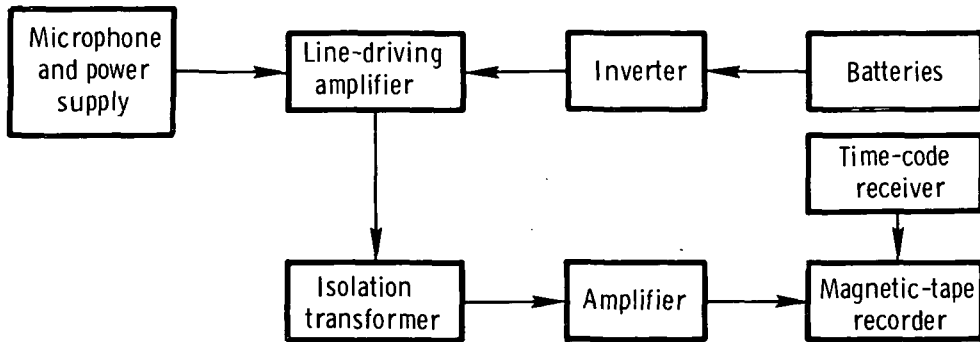 Microphone
and power
supply
Line-driving
amplifier
Inverter
Batteries
Time-code
receiver
Isolation
transformer
Amplifier
Magnetic-tape
recorder